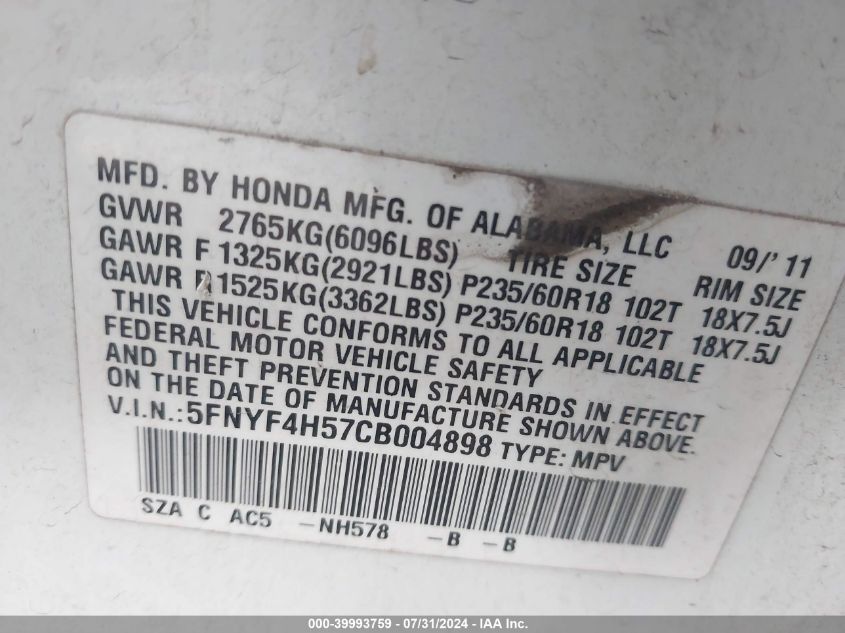 MFD. BY HONDA MFG. OF ALABAMA, LLC 09/'11
GVWR 2765KG(6096LBS) TIRE SIZE RIM SIZE
GAWR F 1325KG(2921LBS) P235/60R18 102T 18X7.5J
GAWR R 1525KG(3362LBS) P235/60R18 102T 18X7.5J
THIS VEHICLE CONFORMS TO ALL APPLICABLE
FEDERAL MOTOR VEHICLE SAFETY
AND THEFT PREVENTION STANDARDS IN EFFECT
ON THE DATE OF MANUFACTURE SHOWN ABOVE.
V.I.N.:5FNYF4H57CB004898 TYPE: MPV
SZA C AC5 -NH578 -B -B
000-39993759 - 07/31/2024 - IAA Inc.